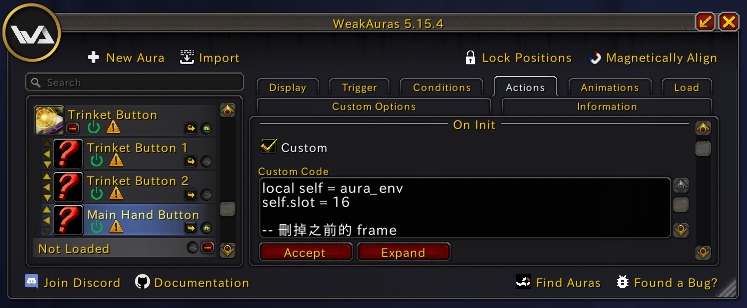 WeakAuras 5.15.4
WA
New Aura
Import
Lock Positions
Magnetically Align
Search
Display
Trigger
Conditions
Actions
Animations
Load
Custom Options
Information
Trinket Button
Trinket Button 1
Trinket Button 2
Main Hand Button
Not Loaded
On Init
Custom
Custom Code
local self = aura_env
self.slot = 16
-- 刪掉之前的 frame
Accept
Expand
Join Discord
Documentation
Find Auras
Found a Bug?